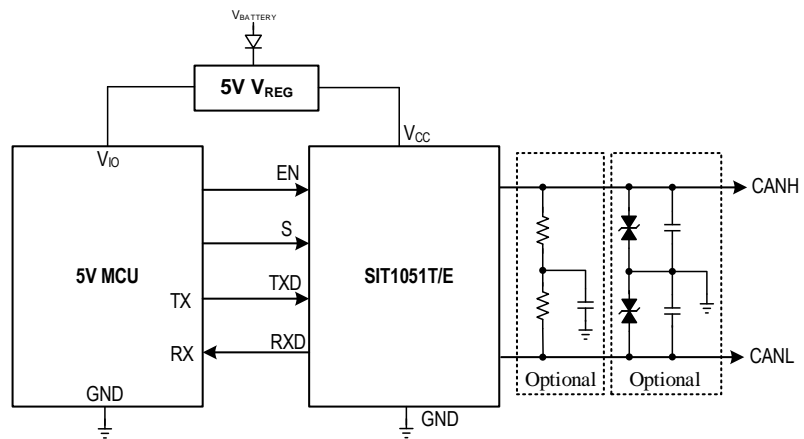 VBATTERY
5V VREG
VIO
VCC
EN
S
TXD
RXD
5V MCU
TX
RX
SIT1051T/E
CANH
CANL
Optional
Optional
GND
GND